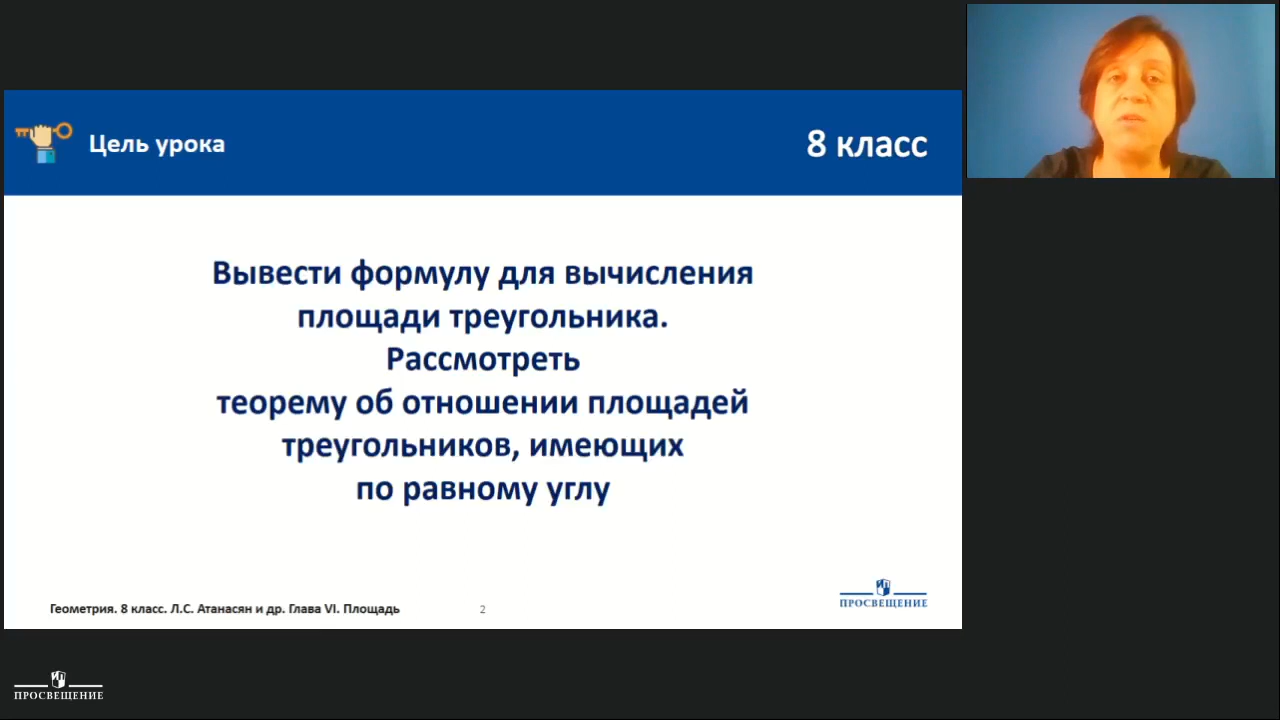 Цель урока
8 класс
Вывести формулу для вычисления
площади треугольника.
Рассмотреть
теорему об отношении площадей
треугольников, имеющих
по равному углу
Геометрия. 8 класс. Л.С. Атанасян и др. Глава VI. Площадь
2
ПРОСВЕЩЕНИЕ
ПРОСВЕЩЕНИЕ